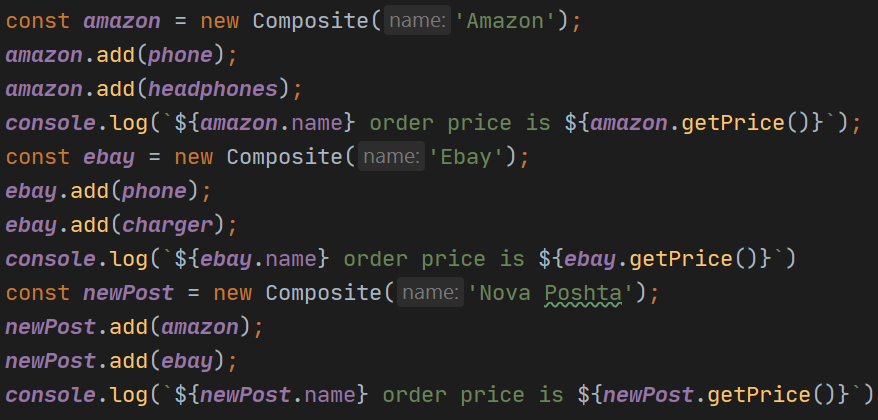 const amazon = new Composite( name: 'Amazon');
amazon.add(phone);
amazon.add(headphones);
console.log(`${amazon.name} order price is ${amazon.getPrice()}`);
const ebay = new Composite( name: 'Ebay');
ebay.add(phone);
ebay.add(charger);
console.log(`${ebay.name} order price is ${ebay.getPrice()}`)
const newPost = new Composite( name: 'Nova Poshta');
newPost.add(amazon);
newPost.add(ebay);
console.log(`${newPost.name} order price is ${newPost.getPrice()}`)